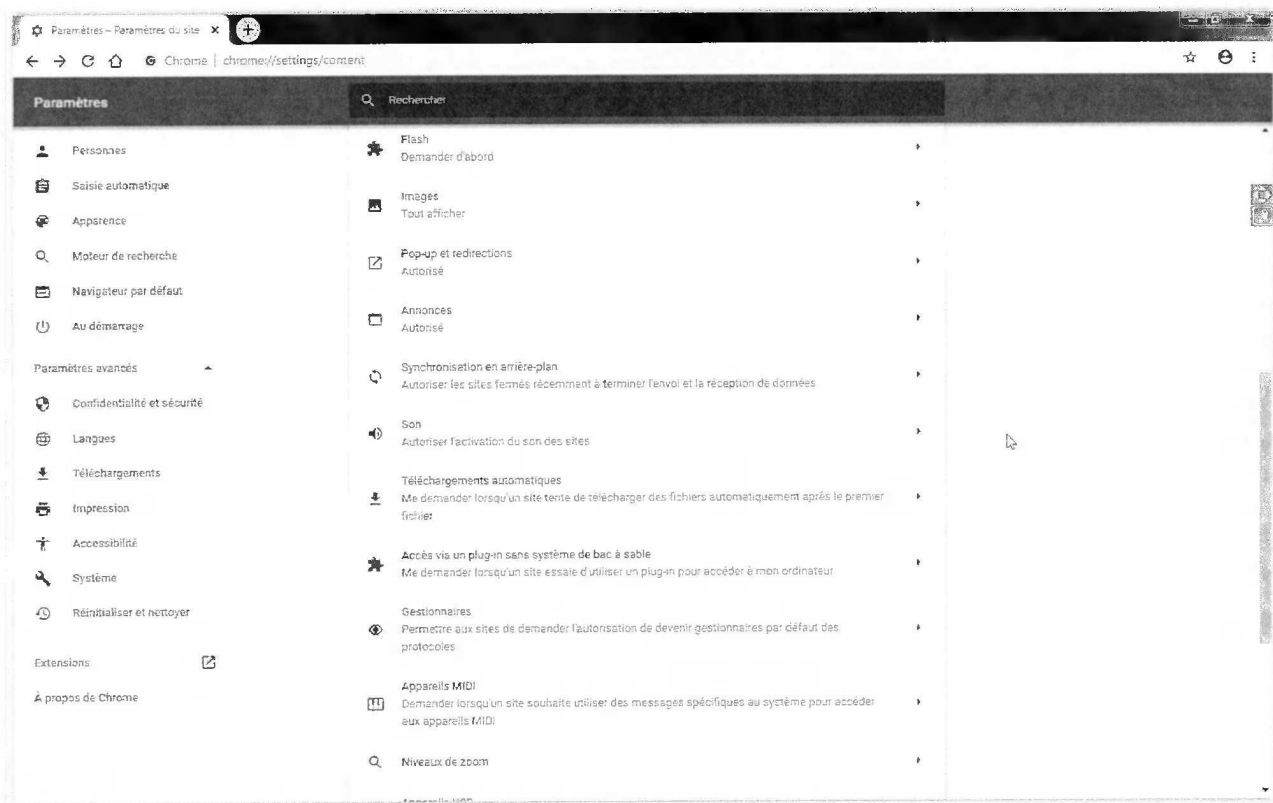 Paramètres – Paramètres du site
Chrome | chrome://settings/content
Paramètres
Rechercher
Personnes
Saisie automatique
Apparence
Moteur de recherche
Navigateur par défaut
Au démarrage
Paramètres avancés
Confidentialité et sécurité
Langues
Téléchargements
Impression
Accessibilité
Système
Réinitialiser et nettoyer
Extensions
À propos de Chrome
Flash
Demander d'abord
Images
Tout afficher
Pop-up et redirections
Autorisé
Annonces
Autorisé
Synchronisation en arrière-plan
Autoriser les sites fermés récemment à terminer l'envoi et la réception de données
Son
Autoriser l'activation du son des sites
Téléchargements automatiques
Me demander lorsqu'un site tente de télécharger des fichiers automatiquement après le premier
fichier
Accès via un plug-in sans système de bac à sable
Me demander lorsqu'un site essaie d'utiliser un plug-in pour accéder à mon ordinateur
Gestionnaires
Permettre aux sites de demander l'autorisation de devenir gestionnaires par défaut des
protocoles
Appareils MIDI
Demander lorsqu'un site souhaite utiliser des messages spécifiques au système pour accéder
aux appareils MIDI
Niveaux de zoom